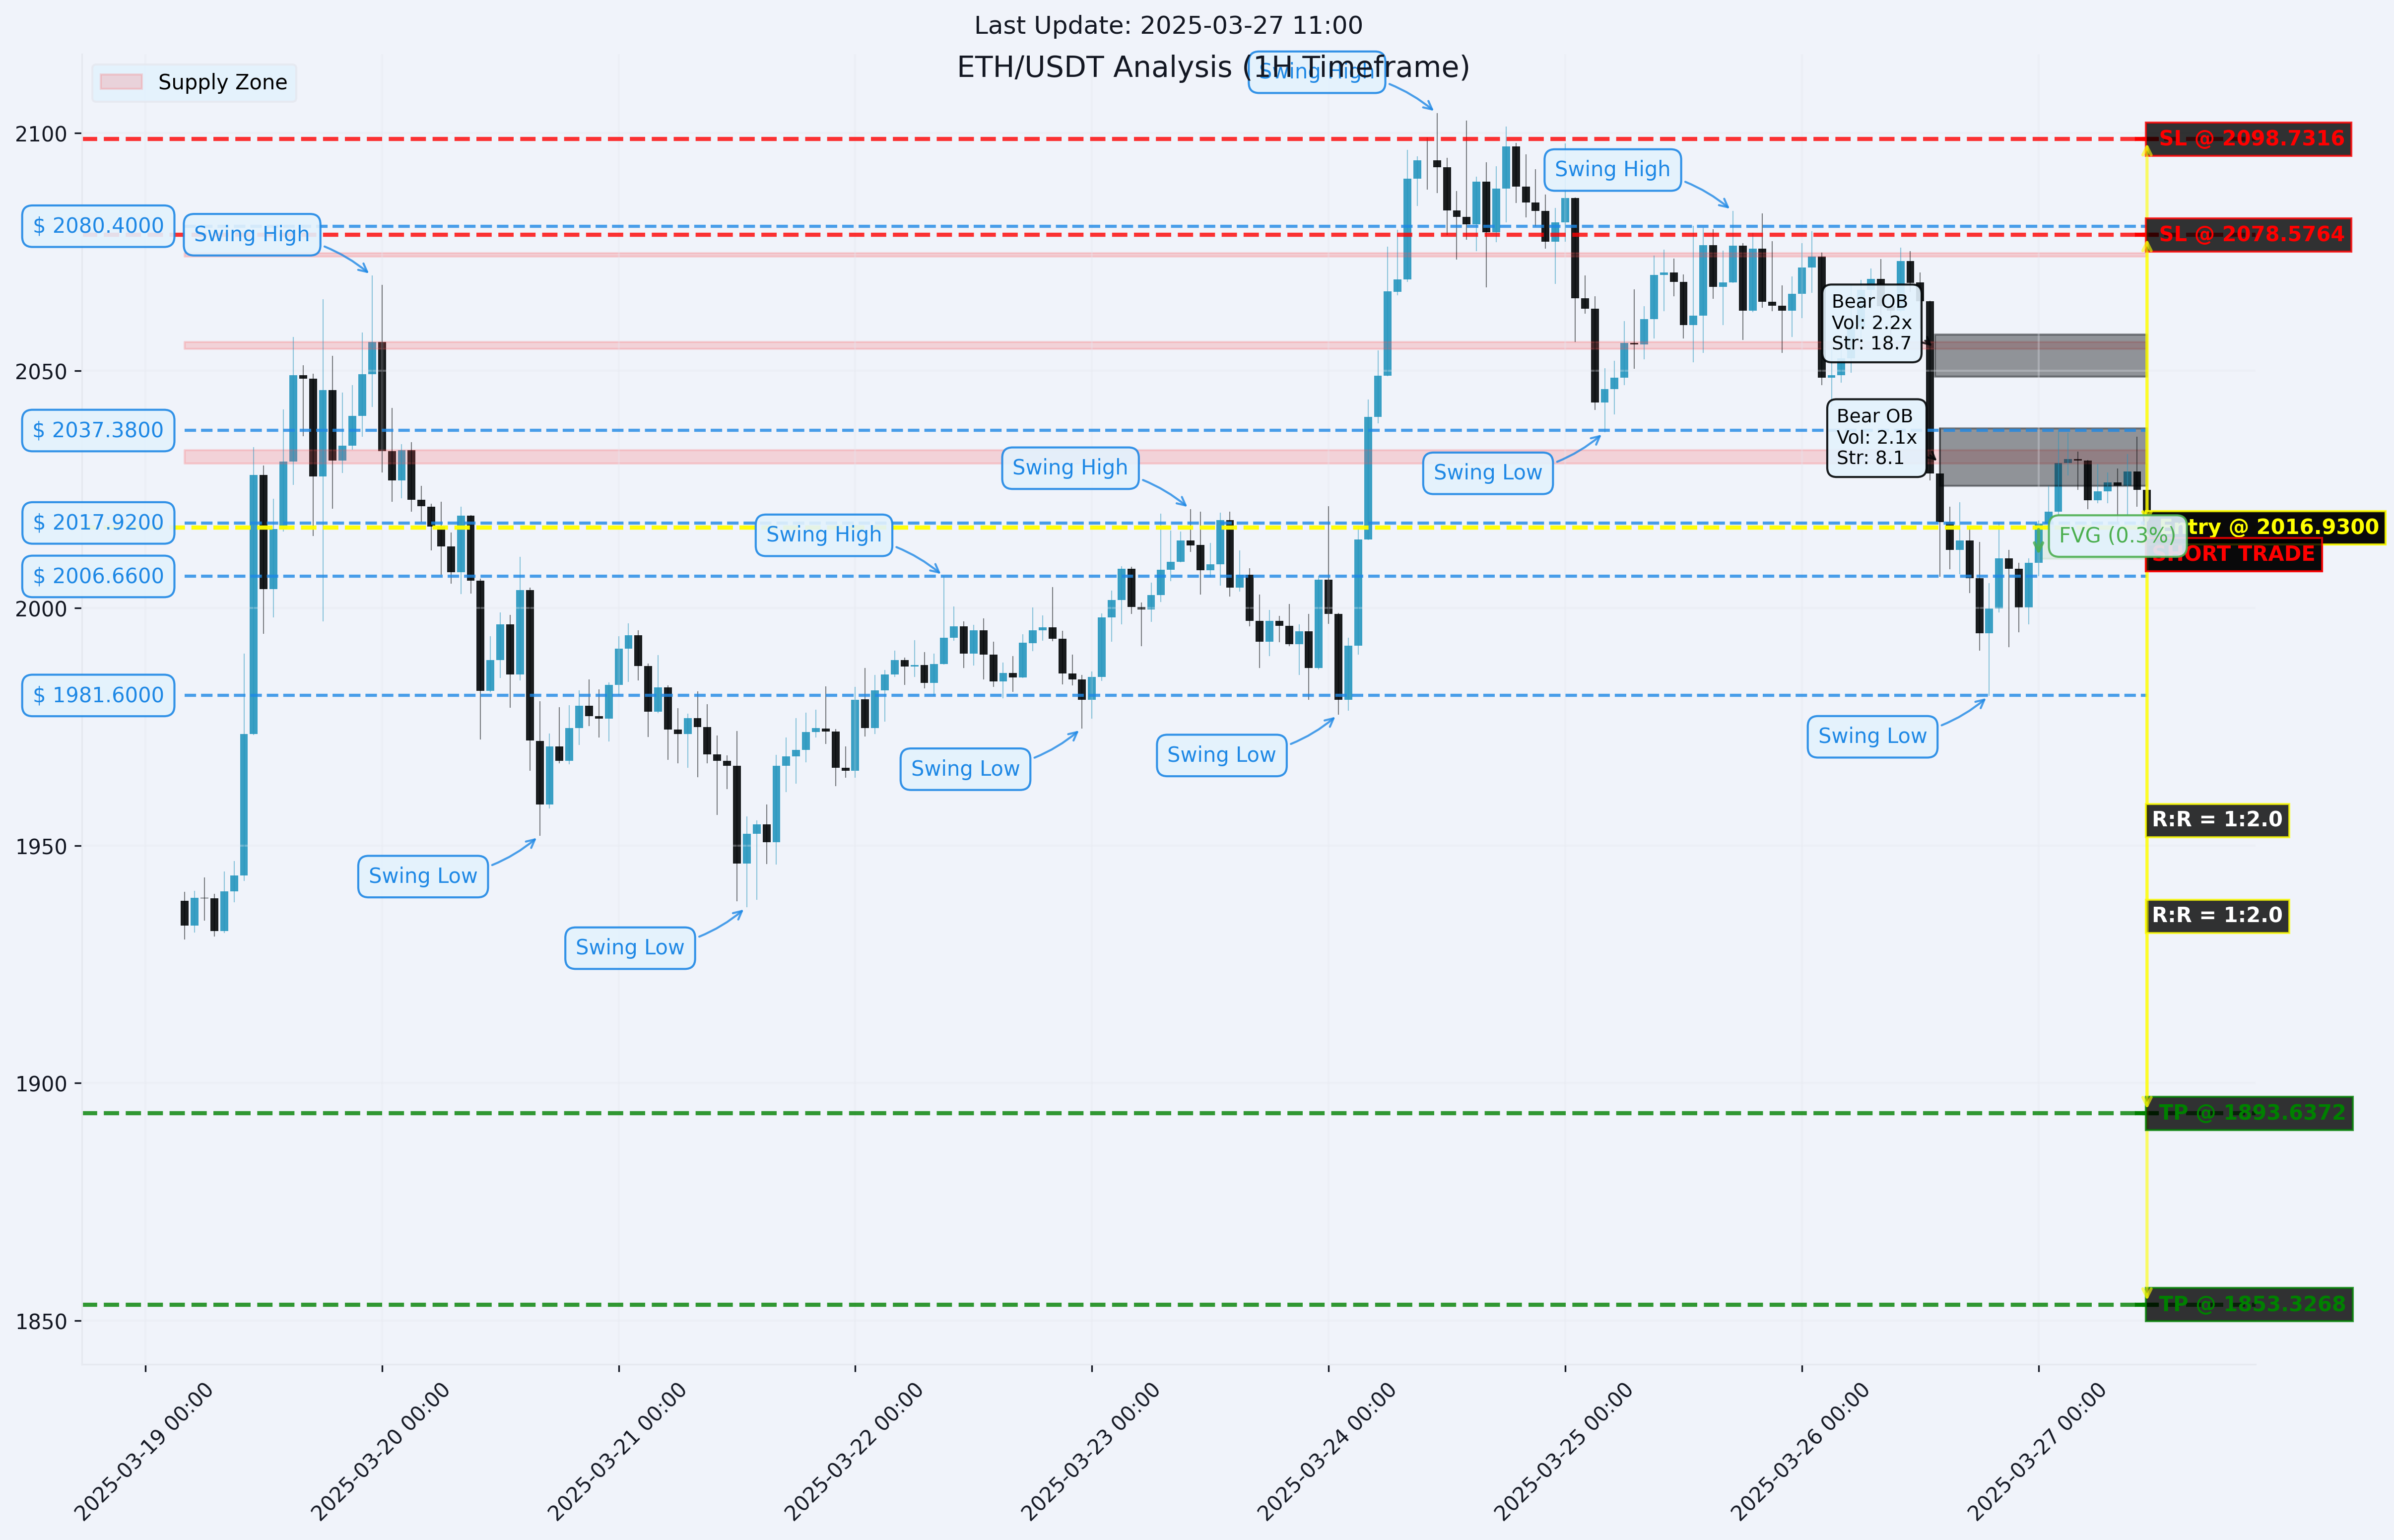 Last Update: 2025-03-27 11:00
ETH/USDT Analysis (1H Timeframe)
Swing High
Supply Zone
2100
SL @ 2098.7316
Swing High
$ 2080.4000
Swing High
SL @ 2078.5764
Bear OB
Vol: 2.2x
Str: 18.7
2050
Bear OB
Vol: 2.1x
Str: 8.1
$ 2037.3800
Swing High
Swing Low
$ 2017.9200
Swing High
Entry @ 2016.9300
FVG (0.3%)
SHORT TRADE
$ 2006.6600
2000
$ 1981.6000
Swing Low
Swing Low
Swing Low
R:R = 1:2.0
1950
Swing Low
R:R = 1:2.0
Swing Low
1900
TP @ 1893.6372
TP @ 1853.3268
1850
2025-03-19 00:00
2025-03-20 00:00
2025-03-21 00:00
2025-03-22 00:00
2025-03-23 00:00
2025-03-24 00:00
2025-03-25 00:00
2025-03-26 00:00
2025-03-27 00:00